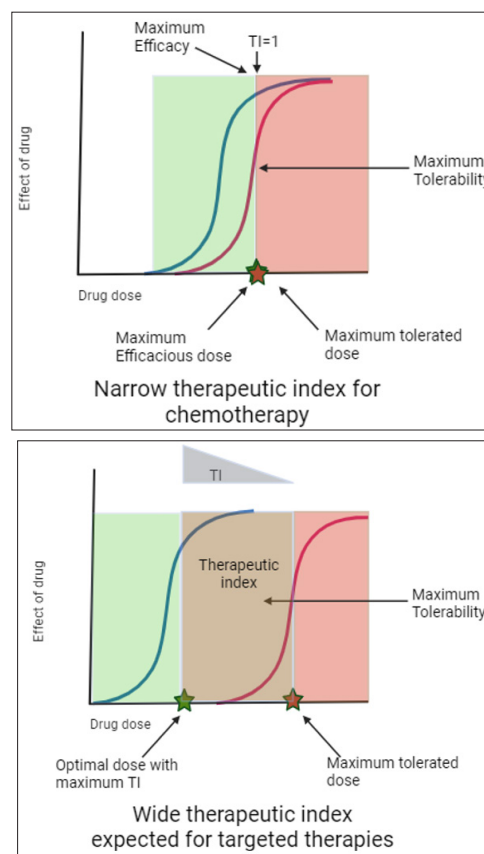 Maximum
Efficacy
TI=1
Effect of drug
Maximum
Tolerability
Drug dose
Maximum
Efficacious dose
Maximum tolerated
dose
Narrow therapeutic index for
chemotherapy
TI
Effect of drug
Therapeutic
index
Maximum
Tolerability
Drug dose
Optimal dose with
maximum TI
Maximum tolerated
dose
Wide therapeutic index
expected for targeted therapies